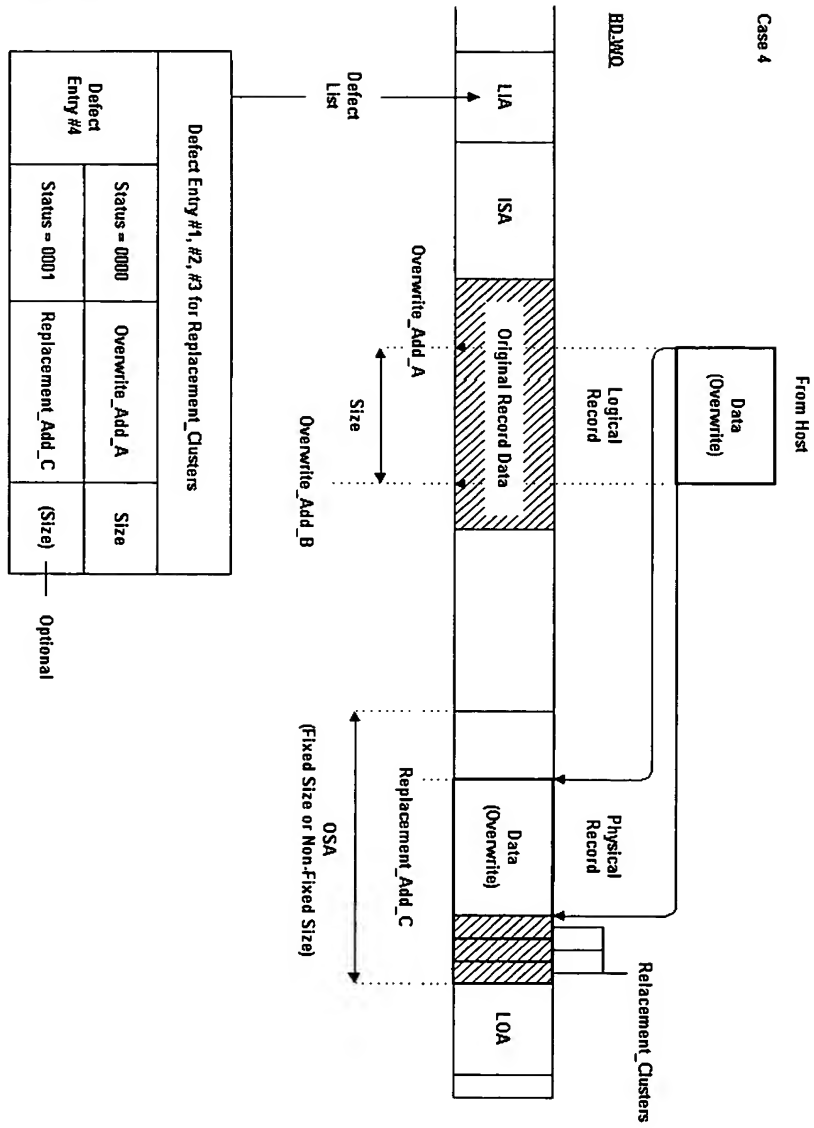 Case 4
From Host
Data
(Overwrite)
BD-WO
Logical
Record
Physical
Record
Relacement_Clusters
LIA
ISA
Original Record Data
Data
(Overwrite)
LOA
Overwrite_Add_A
Size
Overwrite_Add_B
Replacement_Add_C
OSA
(Fixed Size or Non-Fixed Size)
Defect
List
Defect Entry #1, #2, #3 for Replacement_Clusters
Defect
Entry #4
Status = 0000
Overwrite_Add_A
Size
Status = 0001
Replacement_Add_C
(Size)
Optional